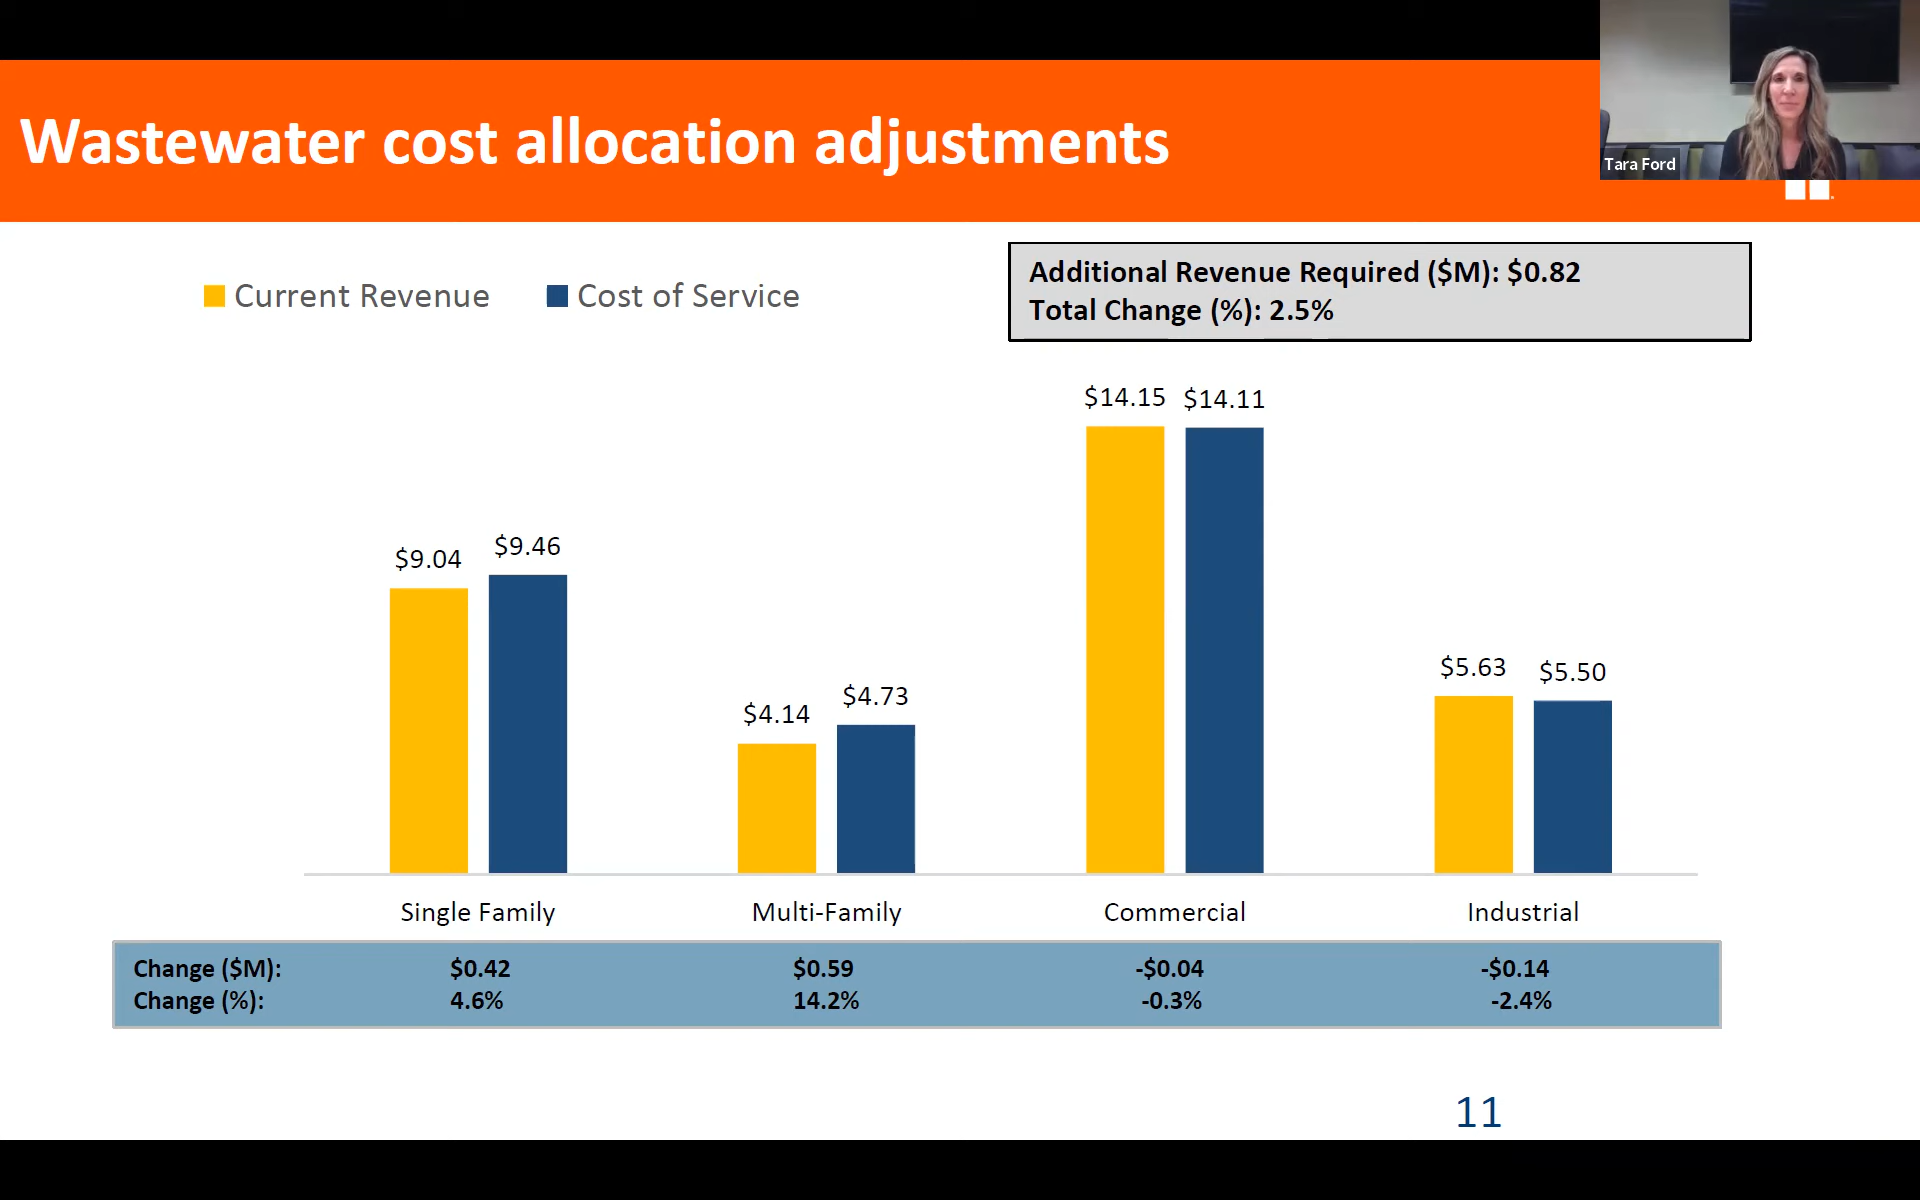 Wastewater cost allocation adjustments
Tara Ford
Current Revenue
Cost of Service
Additional Revenue Required ($M): $0.82
Total Change (%): 2.5%
$9.04
$9.46
$4.14
$4.73
$14.15
$14.11
$5.63
$5.50
Single Family
Multi-Family
Commercial
Industrial
Change ($M): $0.42 $0.59 -$0.04 -$0.14
Change (%): 4.6% 14.2% -0.3% -2.4%
11